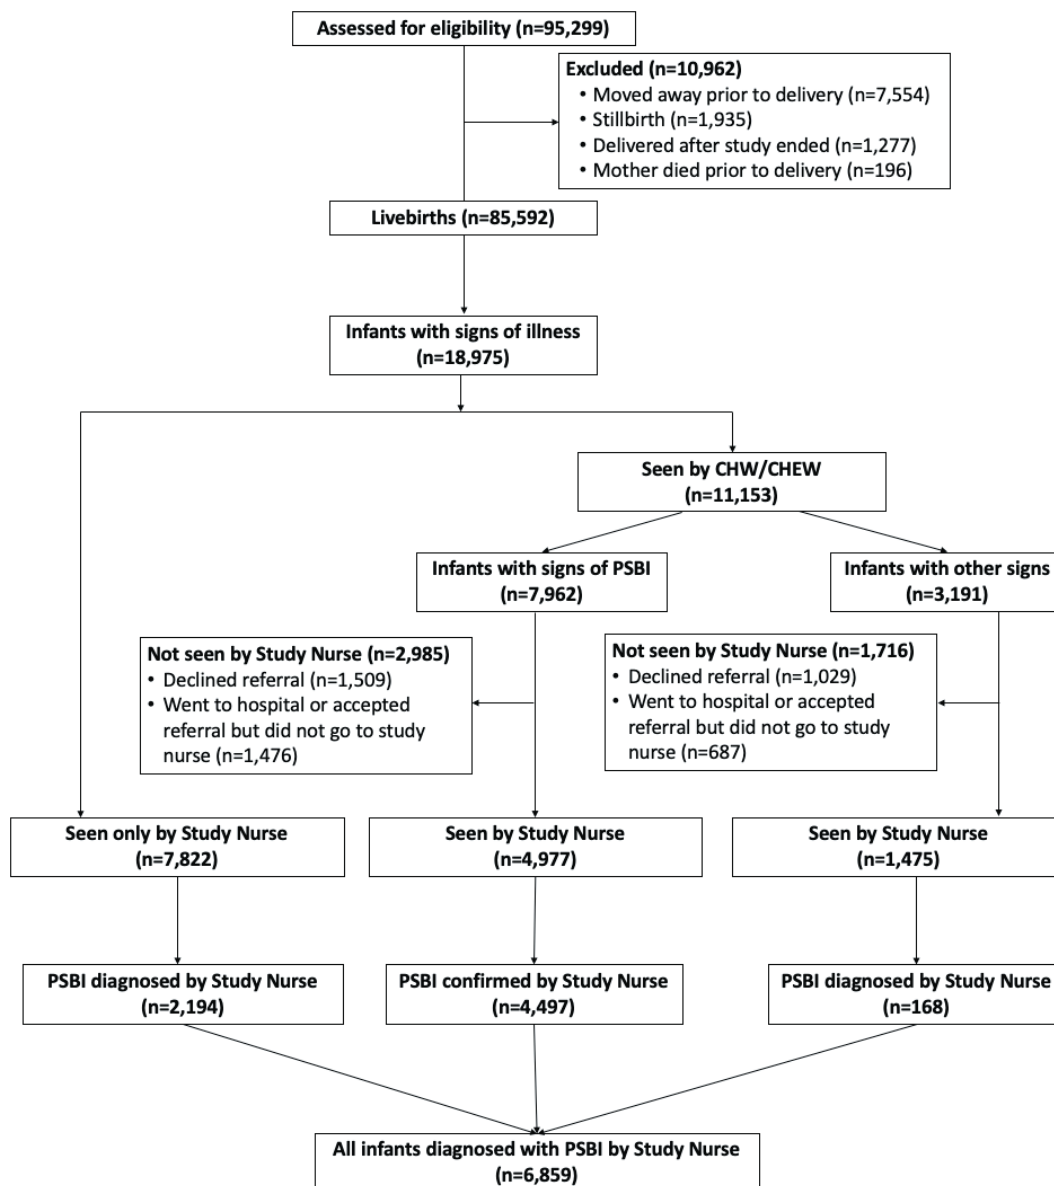 Assessed for eligibility (n=95,299)
Excluded (n=10,962)
• Moved away prior to delivery (n=7,554)
• Stillbirth (n=1,935)
• Delivered after study ended (n=1,277)
• Mother died prior to delivery (n=196)
Livebirths (n=85,592)
Infants with signs of illness
(n=18,975)
Seen by CHW/CHEW
(n=11,153)
Infants with signs of PSBI
(n=7,962)
Infants with other signs
(n=3,191)
Not seen by Study Nurse (n=2,985)
• Declined referral (n=1,509)
• Went to hospital or accepted
referral but did not go to study
nurse (n=1,476)
Not seen by Study Nurse (n=1,716)
• Declined referral (n=1,029)
• Went to hospital or accepted
referral but did not go to study
nurse (n=687)
Seen only by Study Nurse
(n=7,822)
Seen by Study Nurse
(n=4,977)
Seen by Study Nurse
(n=1,475)
PSBI diagnosed by Study Nurse
(n=2,194)
PSBI confirmed by Study Nurse
(n=4,497)
PSBI diagnosed by Study Nurse
(n=168)
All infants diagnosed with PSBI by Study Nurse
(n=6,859)